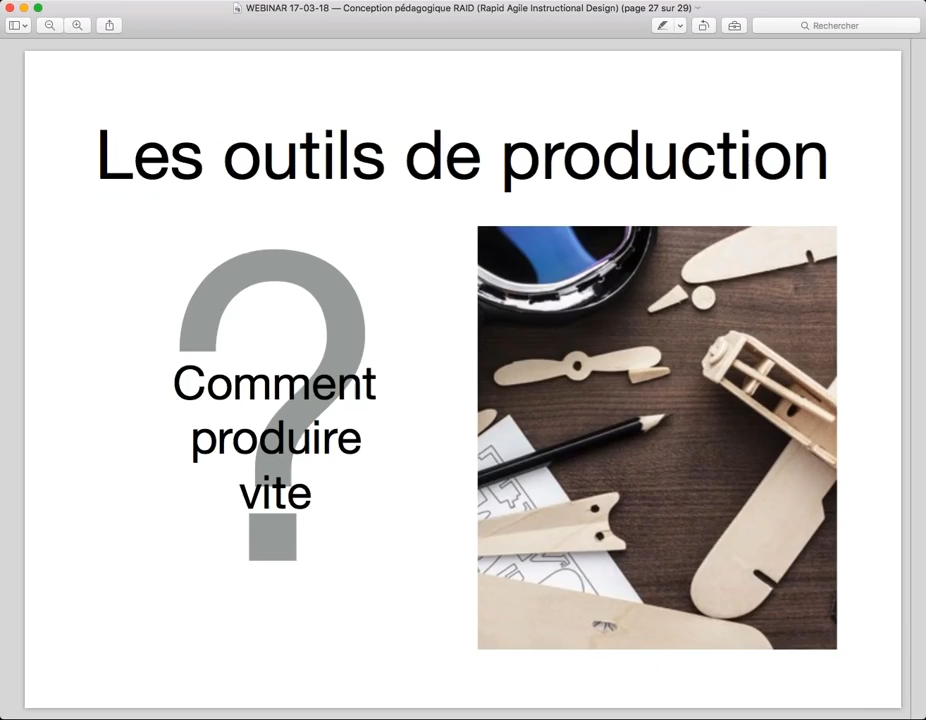 WEBINAR 17-03-18 — Conception pédagogique RAID (Rapid Agile Instructional Design) (page 27 sur 29)
Rechercher
Les outils de production
?
Comment
produire
vite